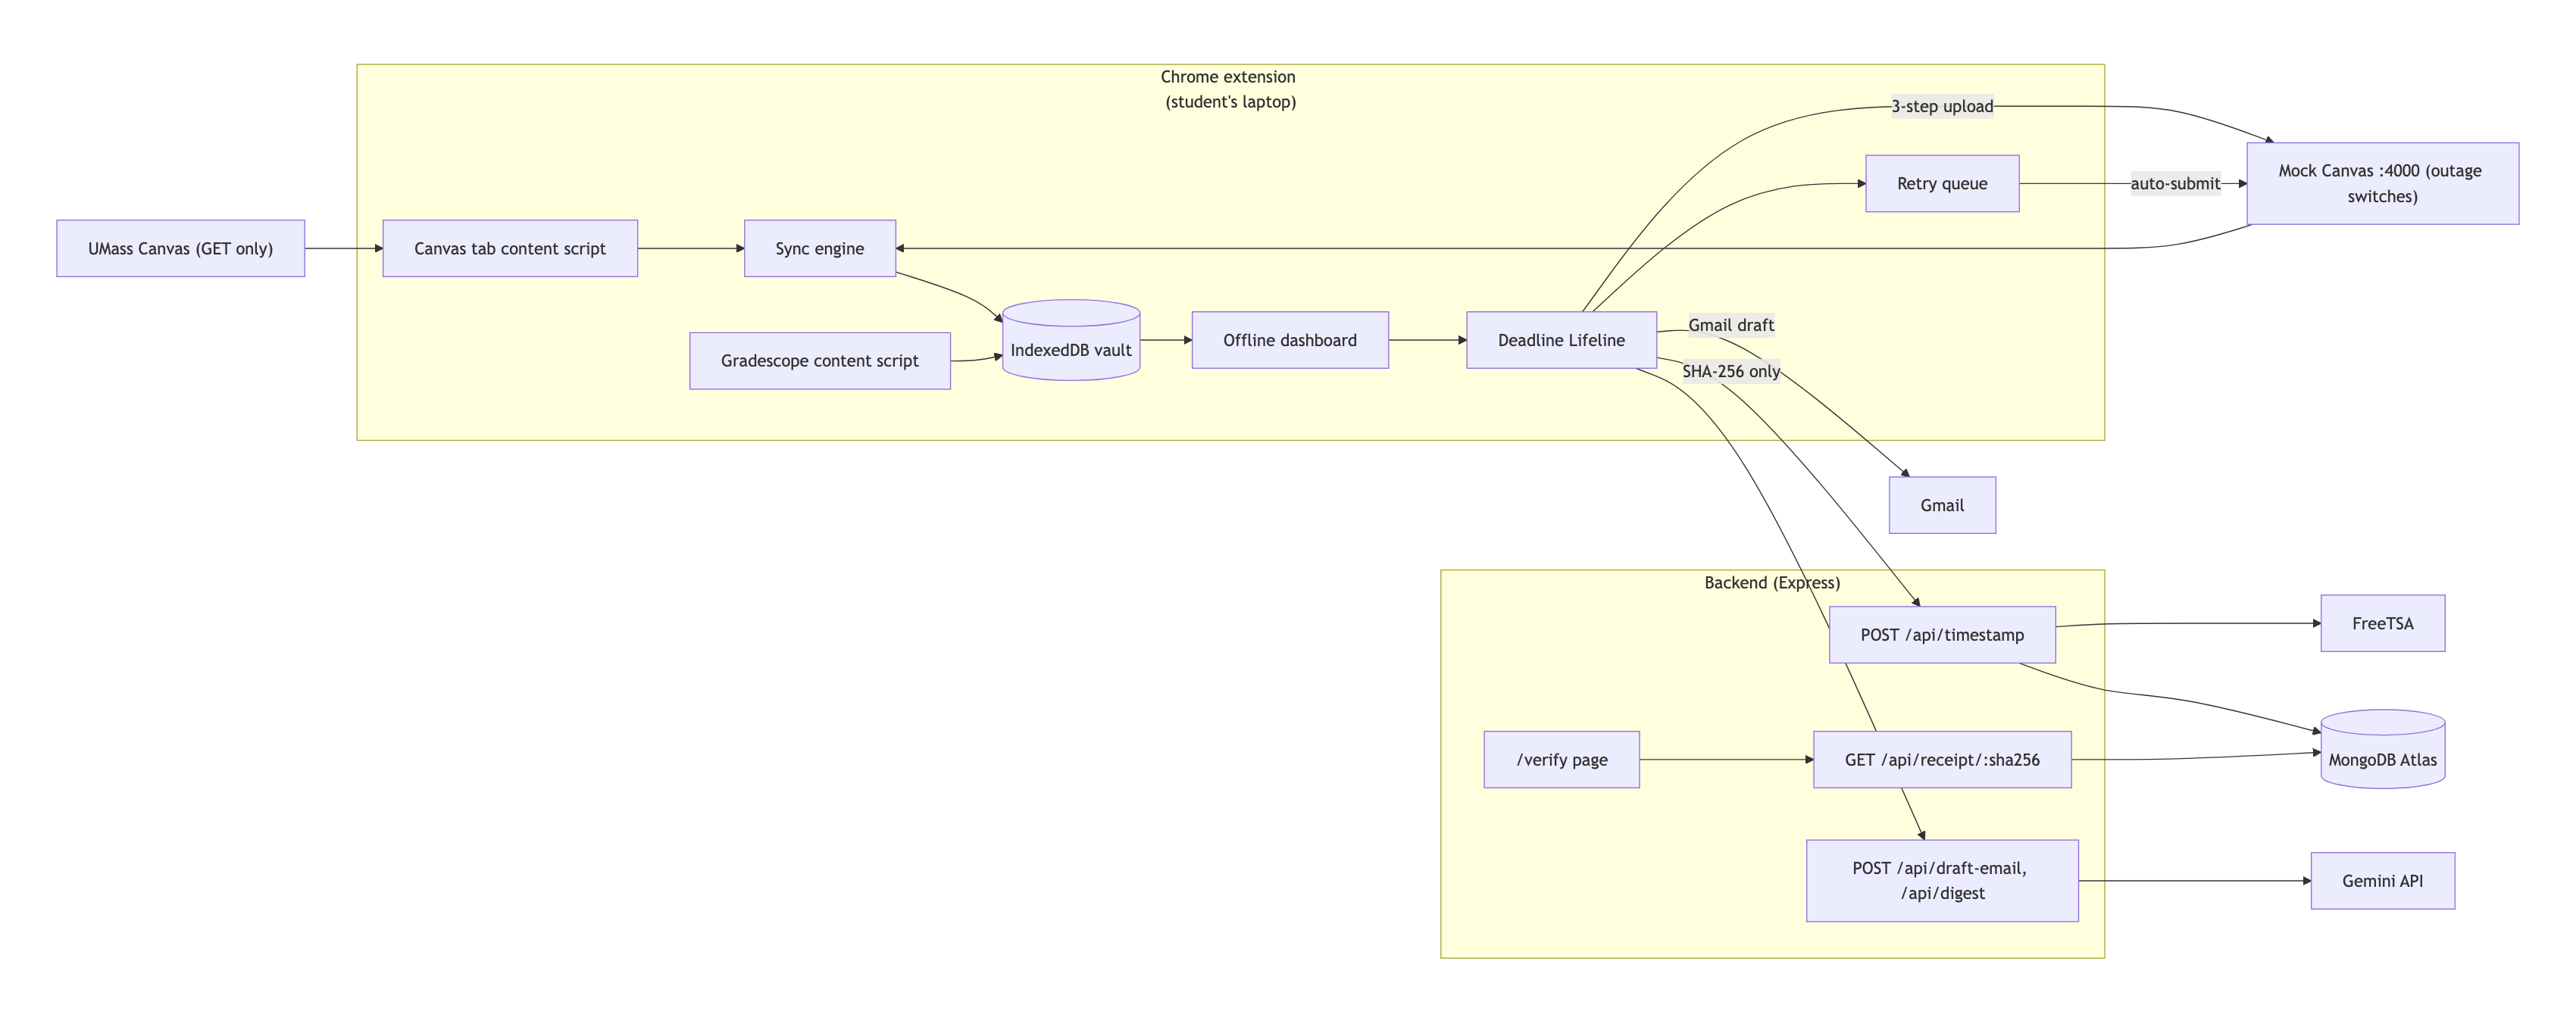 Chrome extension
(student's laptop)
3-step upload
Mock Canvas :4000 (outage
switches)
Retry queue
auto-submit
UMass Canvas (GET only)
Canvas tab content script
Sync engine
Gradescope content script
IndexedDB vault
Offline dashboard
Deadline Lifeline
Gmail draft
SHA-256 only
Gmail
Backend (Express)
POST /api/timestamp
FreeTSA
/verify page
GET /api/receipt/:sha256
MongoDB Atlas
POST /api/draft-email,
/api/digest
Gemini API